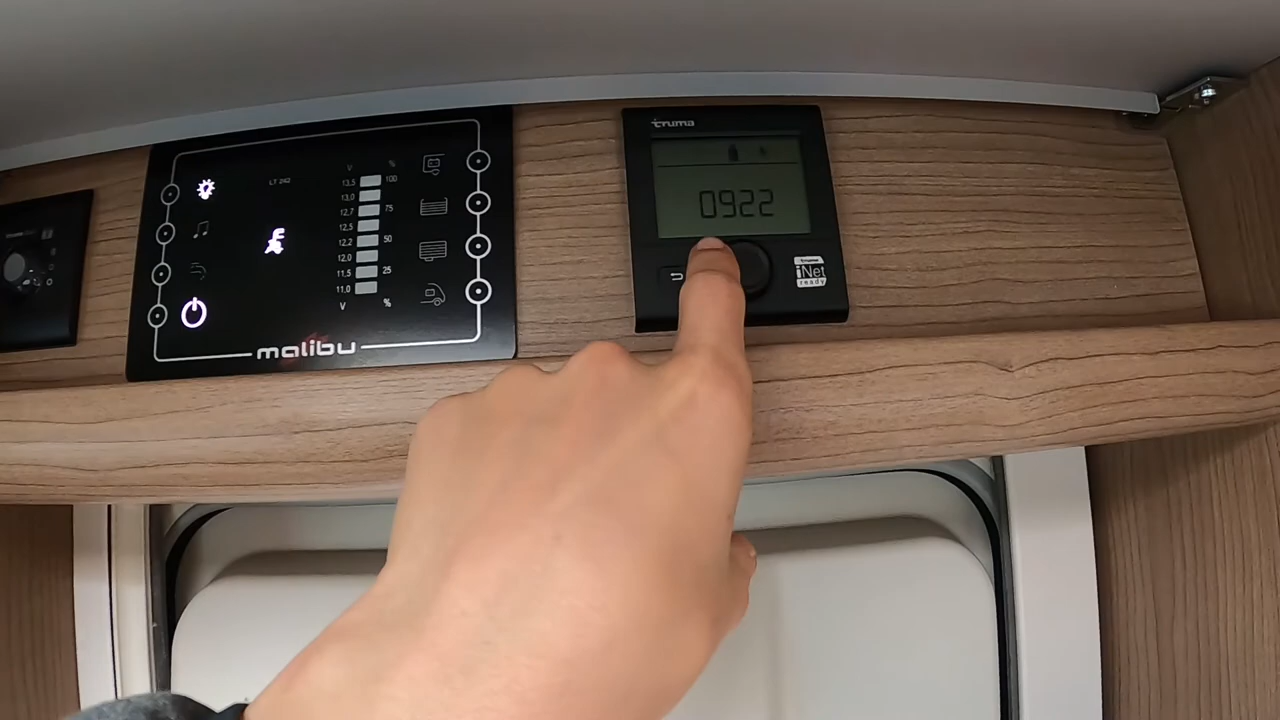 LT 242
V %
13,5 100
13,0
12,7 75
12,5
12,2 50
12,0
11,5 25
11,0
V %
malibu
truma
0922
iNet
ready